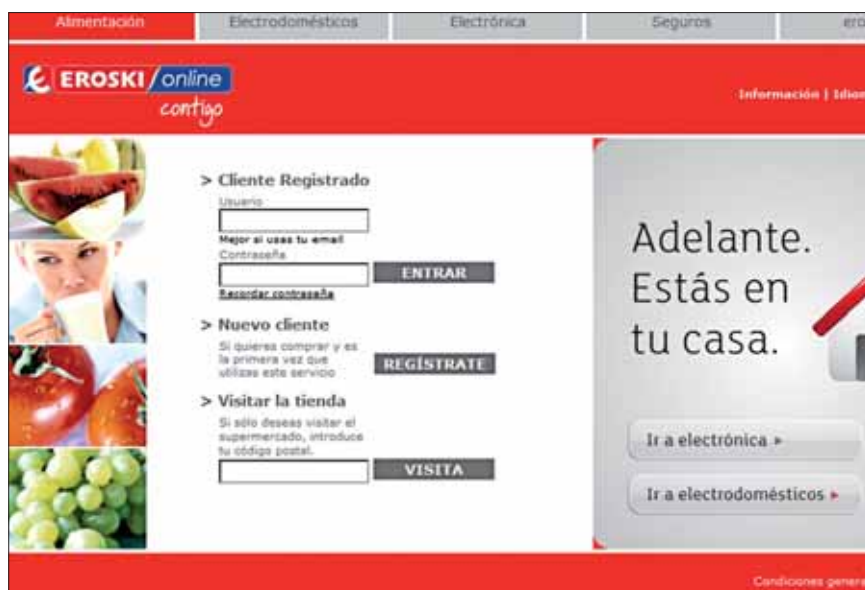 Alimentación
Electrodomésticos
Electrónica
Seguros
EROSKI/online
contigo
Información |
> Cliente Registrado
Usuario
Mejor si usas tu email
Contraseña
ENTRAR
Recordar contraseña
> Nuevo cliente
Si quieres comprar y es
la primera vez que
utilizas este servicio
REGÍSTRATE
> Visitar la tienda
Si sólo deseas visitar el
supermercado, introduce
tu código postal.
VISITA
Adelante.
Estás en
tu casa.
Ir a electrónica
Ir a electrodomésticos
Condiciones